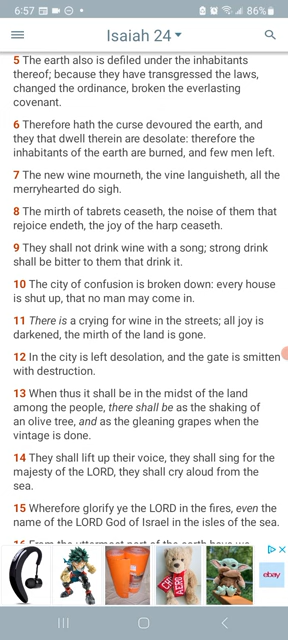 6:57 86%
Isaiah 24
5 The earth also is defiled under the inhabitants
thereof; because they have transgressed the laws,
changed the ordinance, broken the everlasting
covenant.
6 Therefore hath the curse devoured the earth, and
they that dwell therein are desolate: therefore the
inhabitants of the earth are burned, and few men left.
7 The new wine mourneth, the vine languisheth, all the
merryhearted do sigh.
8 The mirth of tabrets ceaseth, the noise of them that
rejoice endeth, the joy of the harp ceaseth.
9 They shall not drink wine with a song; strong drink
shall be bitter to them that drink it.
10 The city of confusion is broken down: every house
is shut up, that no man may come in.
11 There is a crying for wine in the streets; all joy is
darkened, the mirth of the land is gone.
12 In the city is left desolation, and the gate is smitten
with destruction.
13 When thus it shall be in the midst of the land
among the people, there shall be as the shaking of
an olive tree, and as the gleaning grapes when the
vintage is done.
14 They shall lift up their voice, they shall sing for the
majesty of the LORD, they shall cry aloud from the
sea.
15 Wherefore glorify ye the LORD in the fires, even the
name of the LORD God of Israel in the isles of the sea.
16 From the uttermost part of the earth have we
ebay